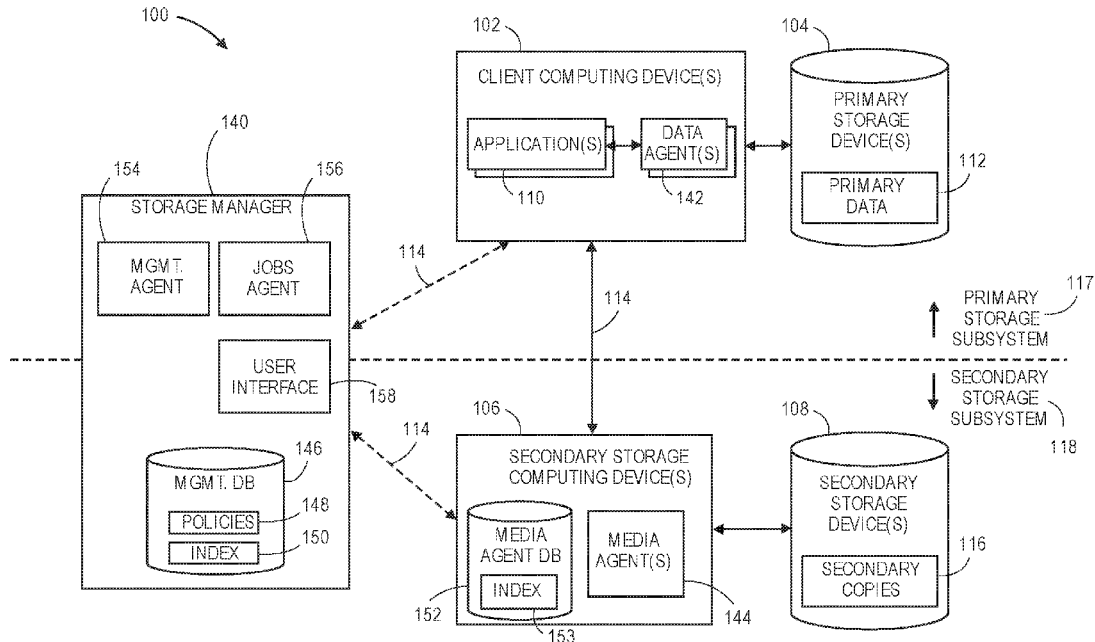 100
102
104
CLIENT COMPUTING DEVICE(S)
APPLICATION(S)
DATA
AGENT(S)
110
142
PRIMARY
STORAGE
DEVICE(S)
PRIMARY
DATA
112
140
154
156
STORAGE MANAGER
MGMT.
AGENT
JOBS
AGENT
114
114
PRIMARY
STORAGE
SUBSYSTEM
117
USER
INTERFACE
158
SECONDARY
STORAGE
SUBSYSTEM
118
114
106
108
146
MGMT. DB
POLICIES
148
INDEX
150
SECONDARY STORAGE
COMPUTING DEVICE(S)
MEDIA
AGENT DB
INDEX
152
153
MEDIA
AGENT(S)
144
SECONDARY
STORAGE
DEVICE(S)
SECONDARY
COPIES
116